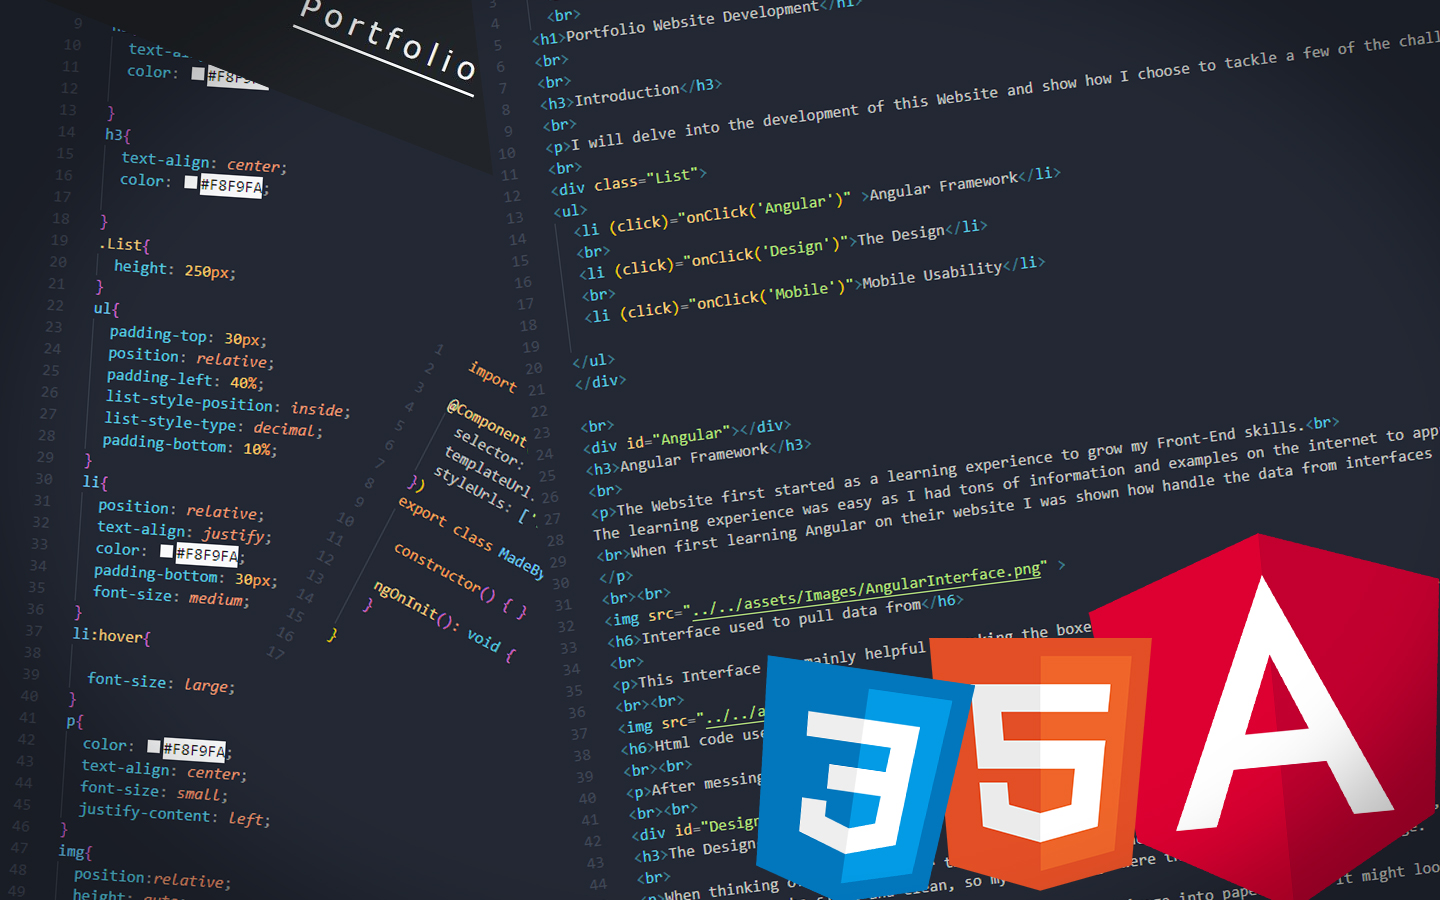 Portfolio
9
10
text-al
11
color: #F8F9
12
13
}
14
h3{
15
text-align: center;
16
color: #F8F9FA;
17
18
}
19
.List{
20
height: 250px;
21
}
22
ul{
23
padding-top: 30px;
24
position: relative;
25
padding-left: 40%;
26
list-style-position: inside;
27
list-style-type: decimal;
28
padding-bottom: 10%;
29
}
30
li{
31
position: relative;
32
text-align: justify;
33
color: #F8F9FA;
34
padding-bottom: 30px;
35
font-size: medium;
36
}
37
li:hover{
38
39
font-size: large;
40
}
41
p{
42
color: #F8F9FA;
43
text-align: center;
44
font-size: small;
45
justify-content: left;
46
}
47
img{
48
position:relative;
49
height:
1
import
2
3
@Component
4
selector:
5
templateUrl
6
styleUrls: ['
7
})
8
export class MadeBy
9
10
constructor() { }
11
12
ngOnInit(): void {
13
}
14
15
}
16
17
3
<br>
4
<h1>Portfolio Website Development</h1>
5
<br>
6
<br>
7
<h3>Introduction</h3>
8
<br>
9
<p>I will delve into the development of this Website and show how I choose to tackle a few of the chall
10
<br>
11
<div class="List">
12
<ul>
13
<li (click)="onClick('Angular')" >Angular Framework</li>
14
<br>
15
<li (click)="onClick('Design')">The Design</li>
16
<br>
17
<li (click)="onClick('Mobile')">Mobile Usability</li>
18
19
</ul>
20
</div>
21
22
<br>
23
<div id="Angular"></div>
24
<h3>Angular Framework</h3>
25
<br>
26
<p>The Website first started as a learning experience to grow my Front-End skills.<br>
27
The learning experience was easy as I had tons of information and examples on the internet to app
28
<br>When first learning Angular on their website I was shown how handle the data from interfaces
29
</p>
30
<br><br>
31
<img src="../../assets/Images/AngularInterface.png" >
32
<h6>Interface used to pull data from</h6>
33
<br>
34
<p>This Interface mainly helpful king the boxe
35
<br><br>
36
<img src="../../a
37
<h6>Html code use
38
<br><br>
39
<p>After messing
40
<br><br>
41
<div id="Design
42
<h3>The Design
43
<br>
44
<p>When thinking
and clean, so my
into pape it might loo